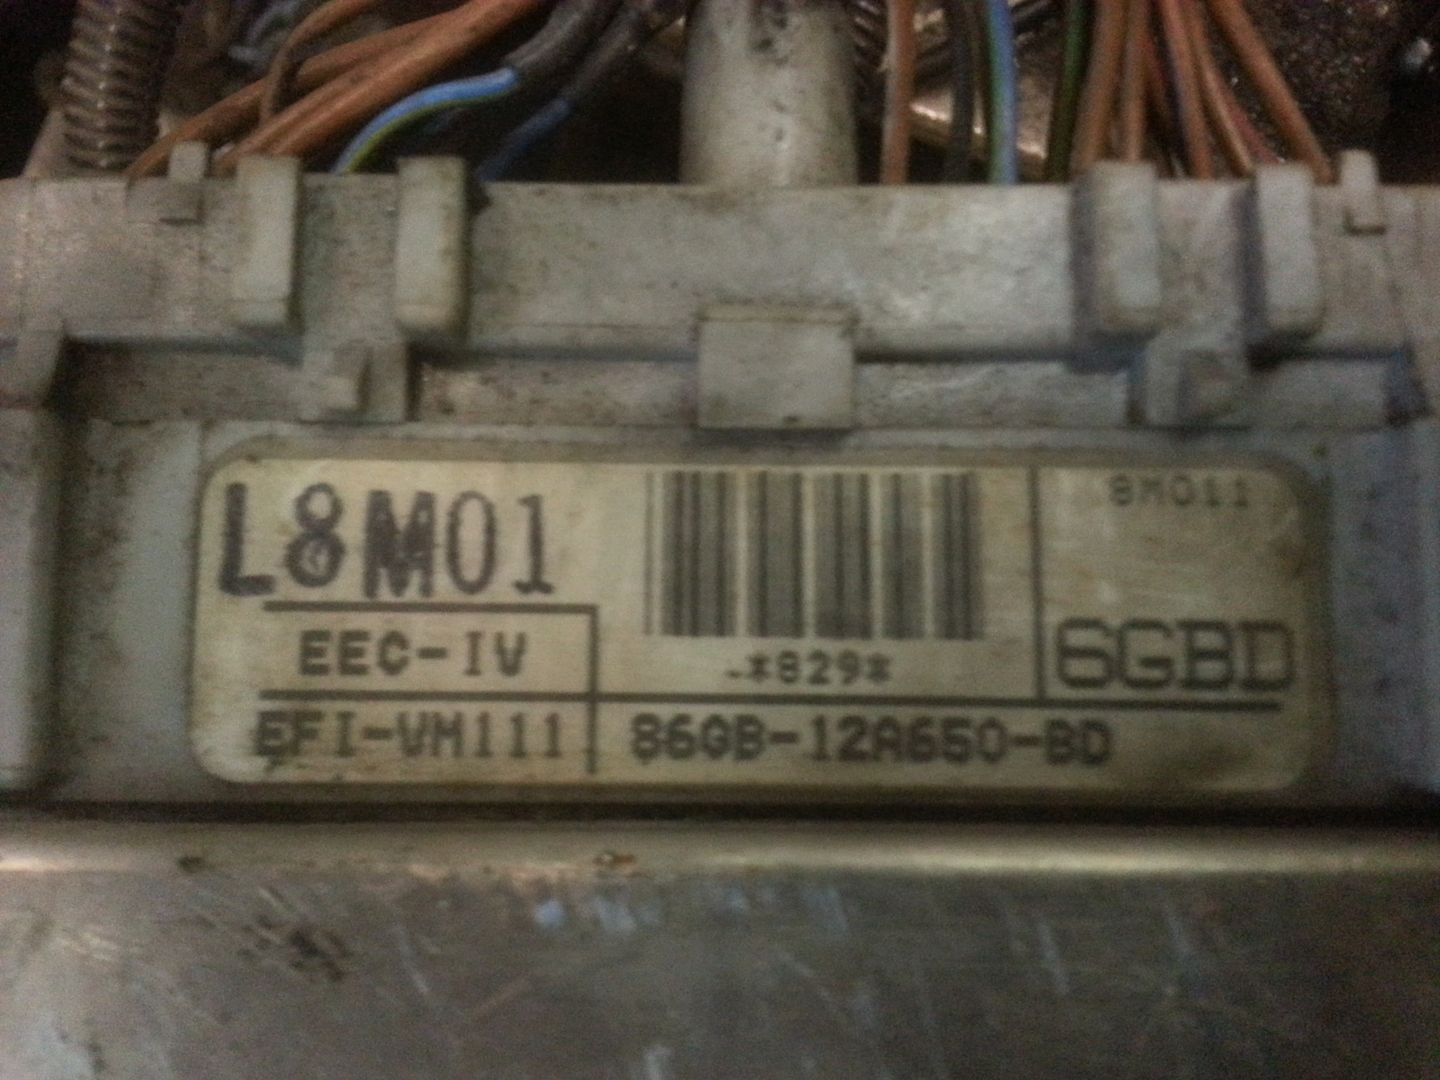 L8M01
8M011
EEC-IV
-*829*
6GBD
EFI-VM111
86GB-12A650-BD